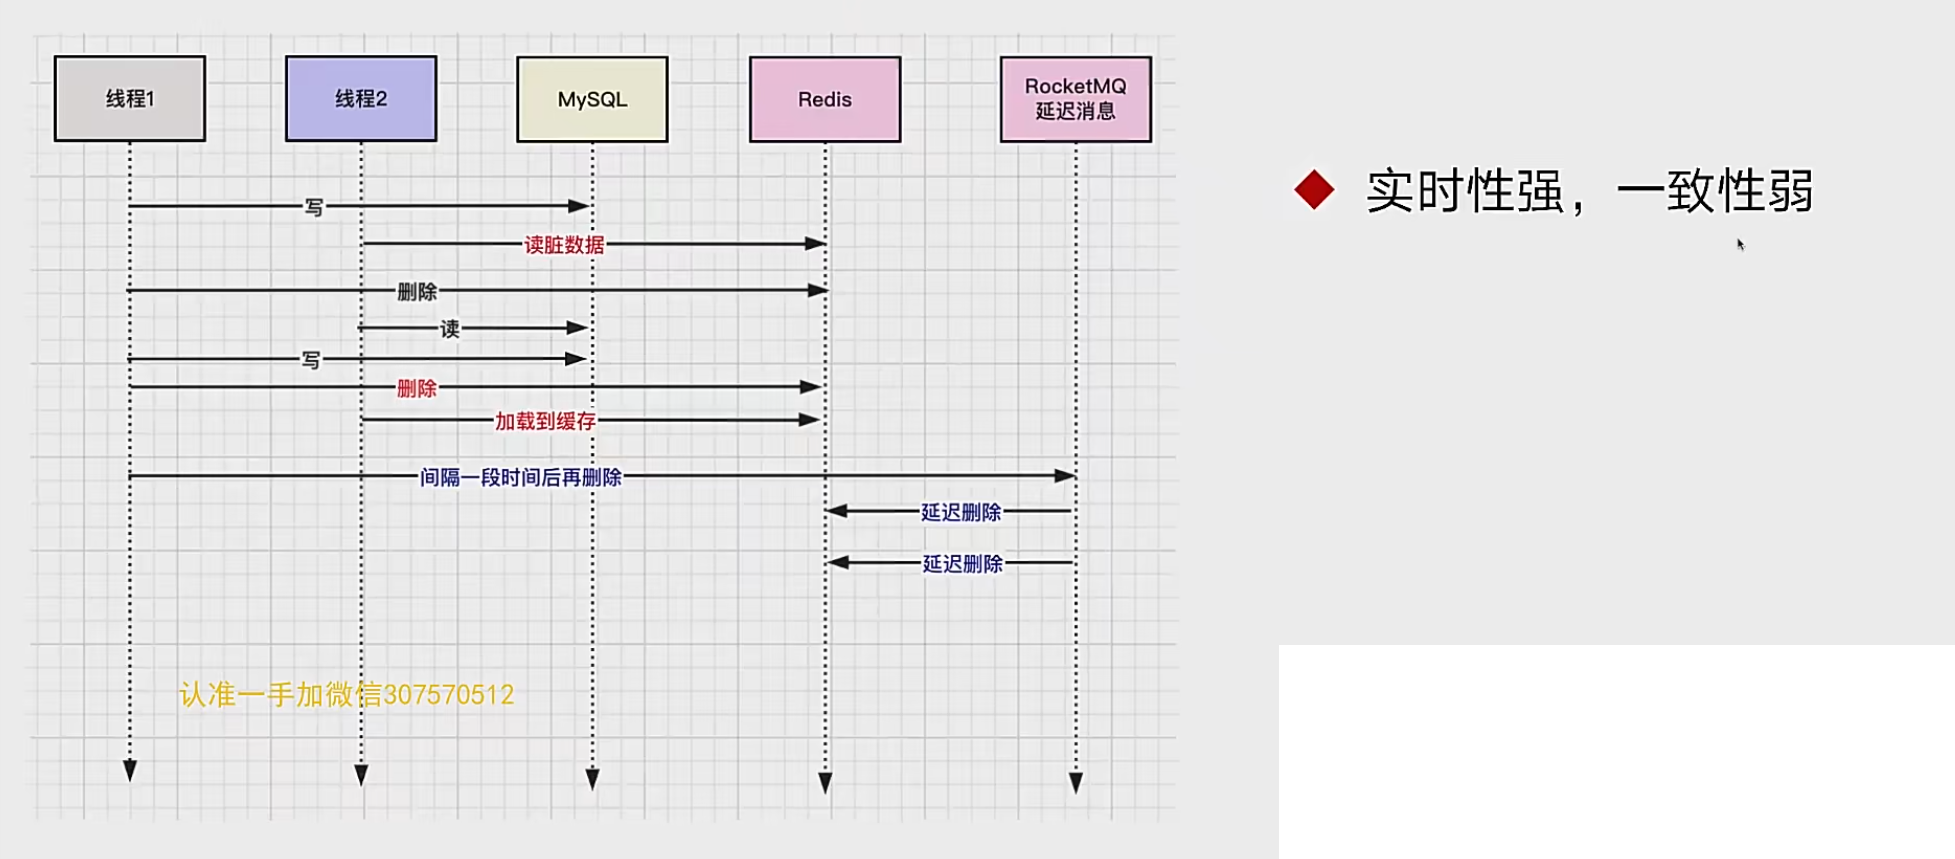 线程1
线程2
MySQL
Redis
RocketMQ
延迟消息
实时性强，一致性弱
写
读脏数据
删除
读
写
删除
加载到缓存
间隔一段时间后再删除
延迟删除
延迟删除
认准一手加微信307570512